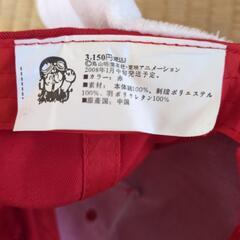 3,150円(税込)
©鳥山明/集英社・東映アニメーション
2008年1月中旬発送予定。
■カラー：赤
■素材：本体綿100%、刺繍ポリエステル
100%、羽ポリウレタン100%
■原産国：中国